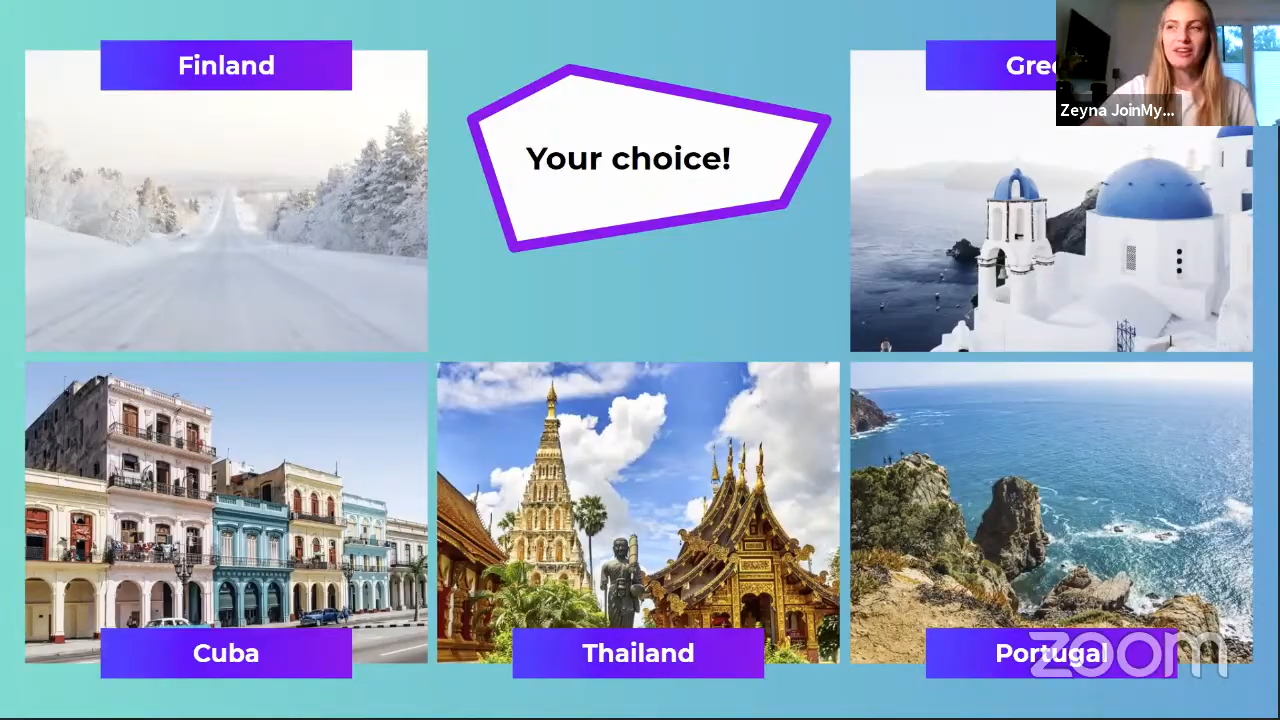 Finland
Your choice!
Gree
Zeyna JoinMy...
Cuba
Thailand
Portugal
zoom